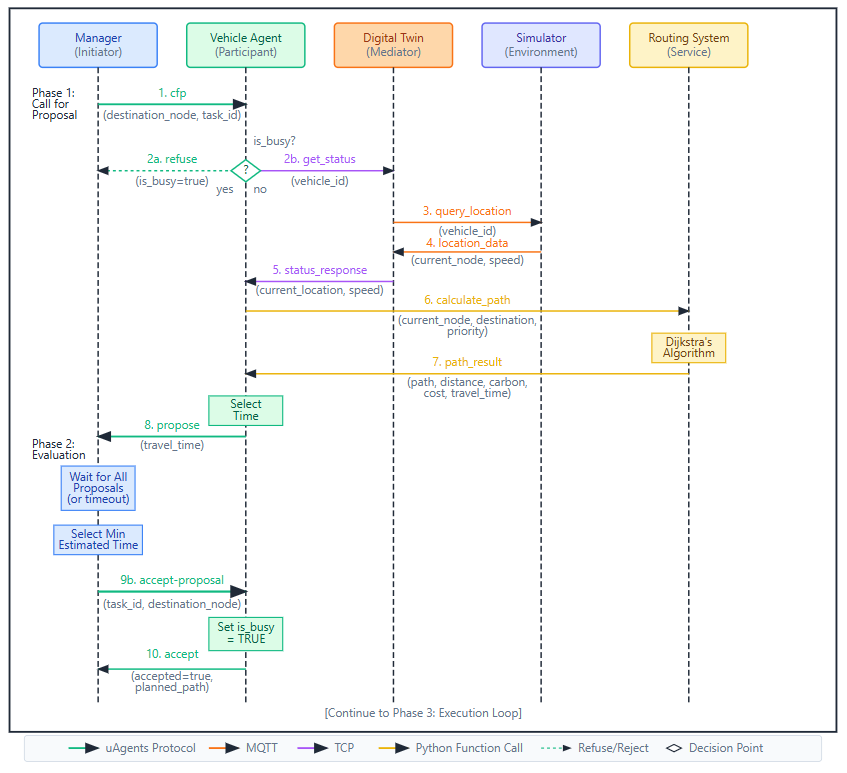 Manager
(Initiator)
Vehicle Agent
(Participant)
Digital Twin
(Mediator)
Simulator
(Environment)
Routing System
(Service)
Phase 1:
Call for
Proposal
1. cfp
(destination_node, task_id)
is_busy?
2a. refuse
(is_busy=true)
?
yes
no
2b. get_status
(vehicle_id)
3. query_location
(vehicle_id)
4. location_data
(current_node, speed)
5. status_response
(current_location, speed)
6. calculate_path
(current_node, destination,
priority)
Dijkstra's
Algorithm
7. path_result
(path, distance, carbon,
cost, travel_time)
Select
Time
8. propose
(travel_time)
Phase 2:
Evaluation
Wait for All
Proposals
(or timeout)
Select Min
Estimated Time
9b. accept-proposal
(task_id, destination_node)
Set is_busy
= TRUE
10. accept
(accepted=true,
planned_path)
[Continue to Phase 3: Execution Loop]
uAgents Protocol
MQTT
TCP
Python Function Call
Refuse/Reject
Decision Point